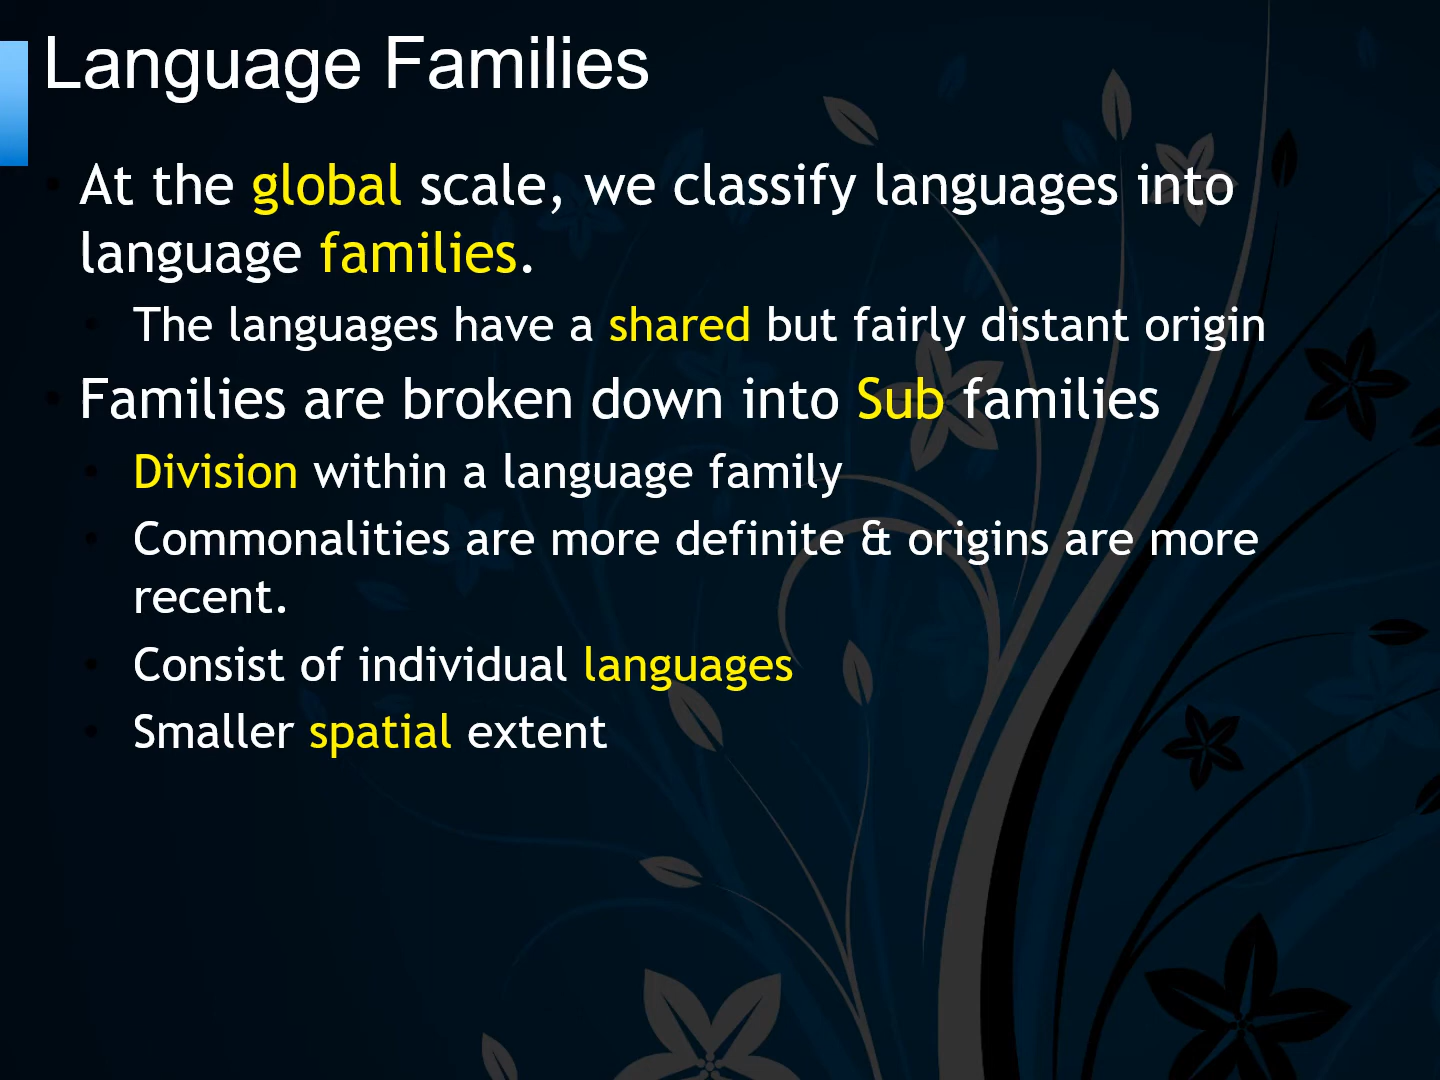 Language Families
At the global scale, we classify languages into
language families.
The languages have a shared but fairly distant origin
Families are broken down into Sub families
Division within a language family
Commonalities are more definite & origins are more
recent.
Consist of individual languages
Smaller spatial extent